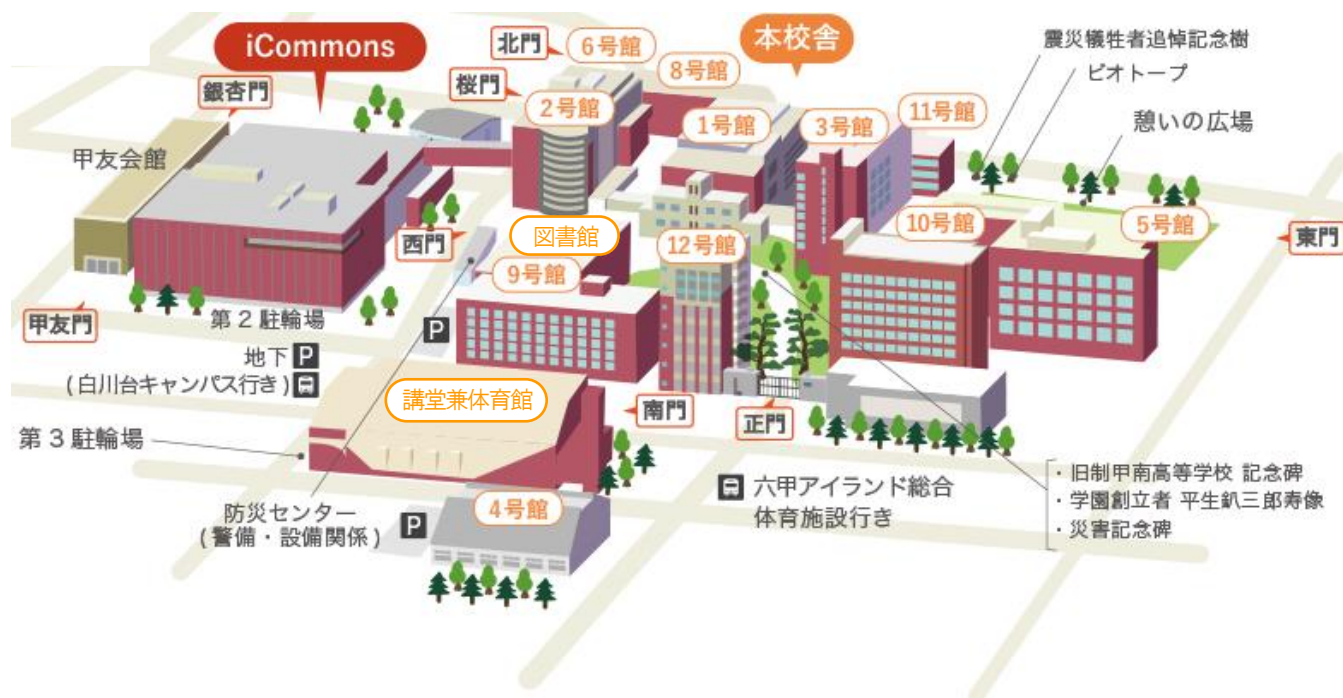 iCommons
北門
6号館
本校舎
震災犠牲者追悼記念樹
8号館
ビオトープ
銀杏門
桜門
2号館
1号館
3号館
11号館
憩いの広場
甲友会館
西門
図書館
12号館
10号館
5号館
東門
9号館
甲友門
第2駐輪場
P
地下 P
(白川台キャンパス行き)
講堂兼体育館
南門
正門
第3駐輪場
六甲アイランド総合
体育施設行き
・旧制甲南高等学校 記念碑
・学園創立者 平生釟三郎寿像
・災害記念碑
4号館
防災センター
(警備・設備関係)
P